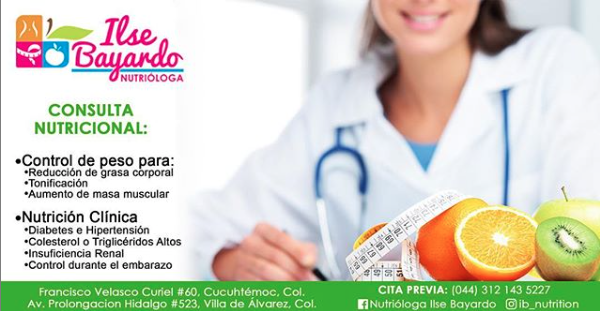 Ilse
Bayardo
NUTRIÓLOGA
CONSULTA
NUTRICIONAL:
•Control de peso para:
•Reducción de grasa corporal
•Tonificación
•Aumento de masa muscular
•Nutrición Clínica
•Diabetes e Hipertensión
•Colesterol o Triglicéridos Altos
•Insuficiencia Renal
•Control durante el embarazo
Francisco Velasco Curiel #60, Cucuhtémoc, Col.
Av. Prolongacion Hidalgo #523, Villa de Álvarez, Col.
CITA PREVIA: (044) 312 143 5227
Nutrióloga Ilse Bayardo ib_nutrition